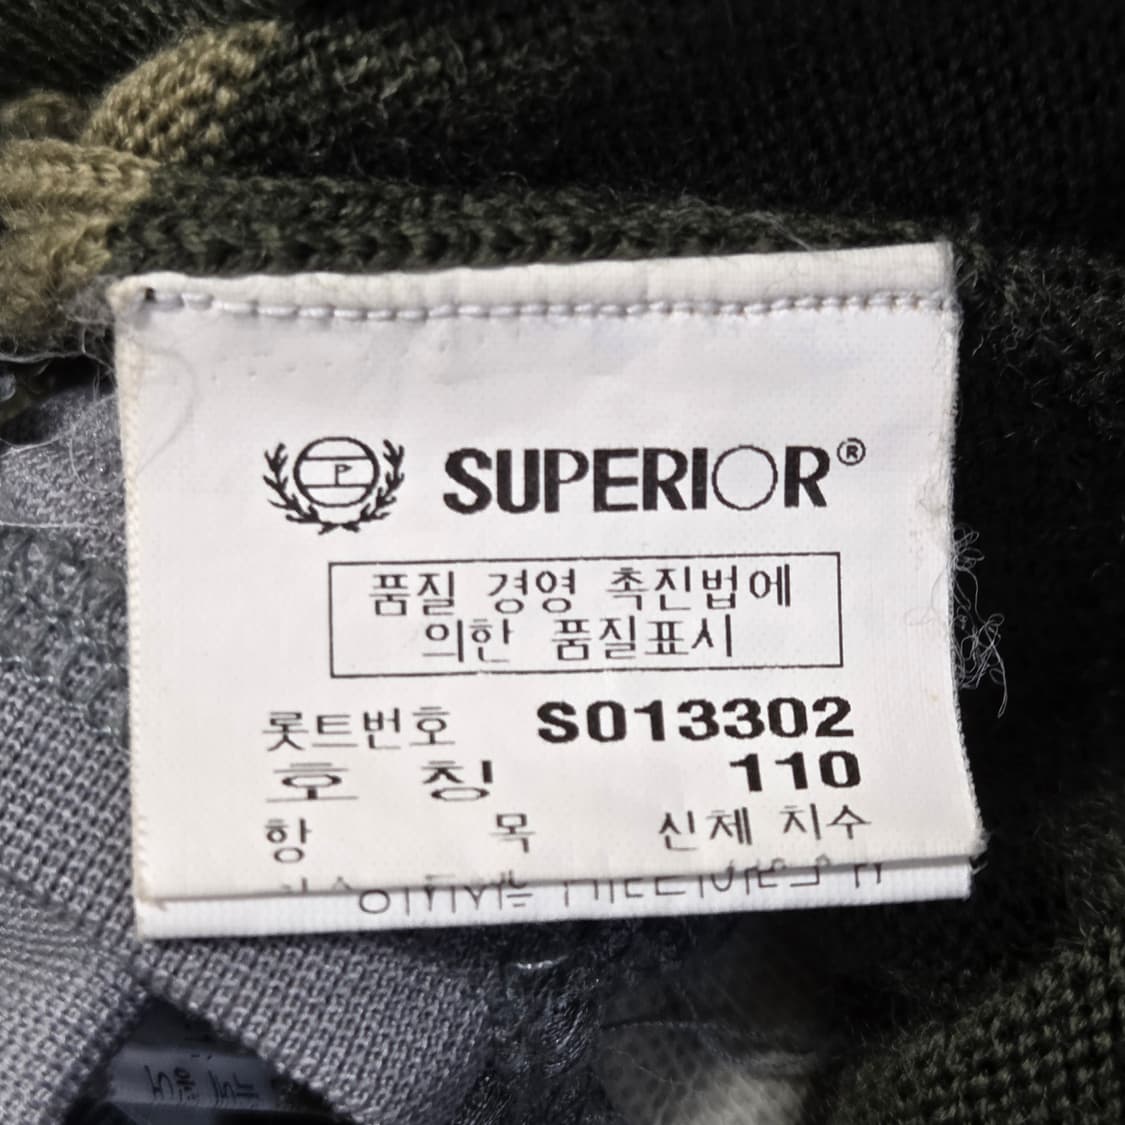 P
SUPERIOR®
품질 경영 촉진법에
의한 품질표시
롯트번호 S013302
호 칭 110
항 목 신체 치수